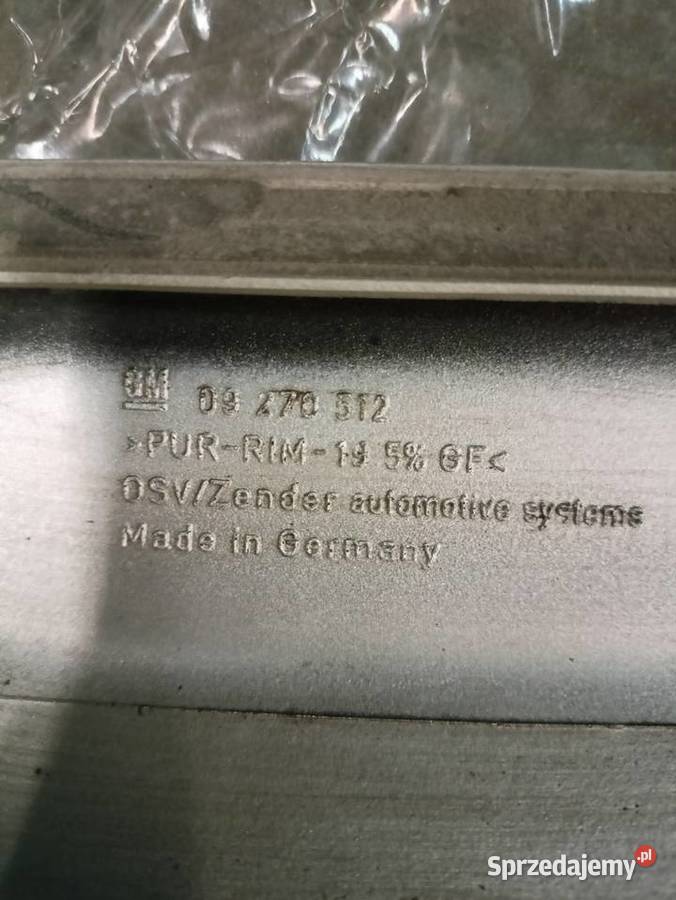 GM 09 270 512
>PUR-RIM-19 5% GF<
OSV/Zender automotive systems
Made in Germany
Sprzedajemy.pl